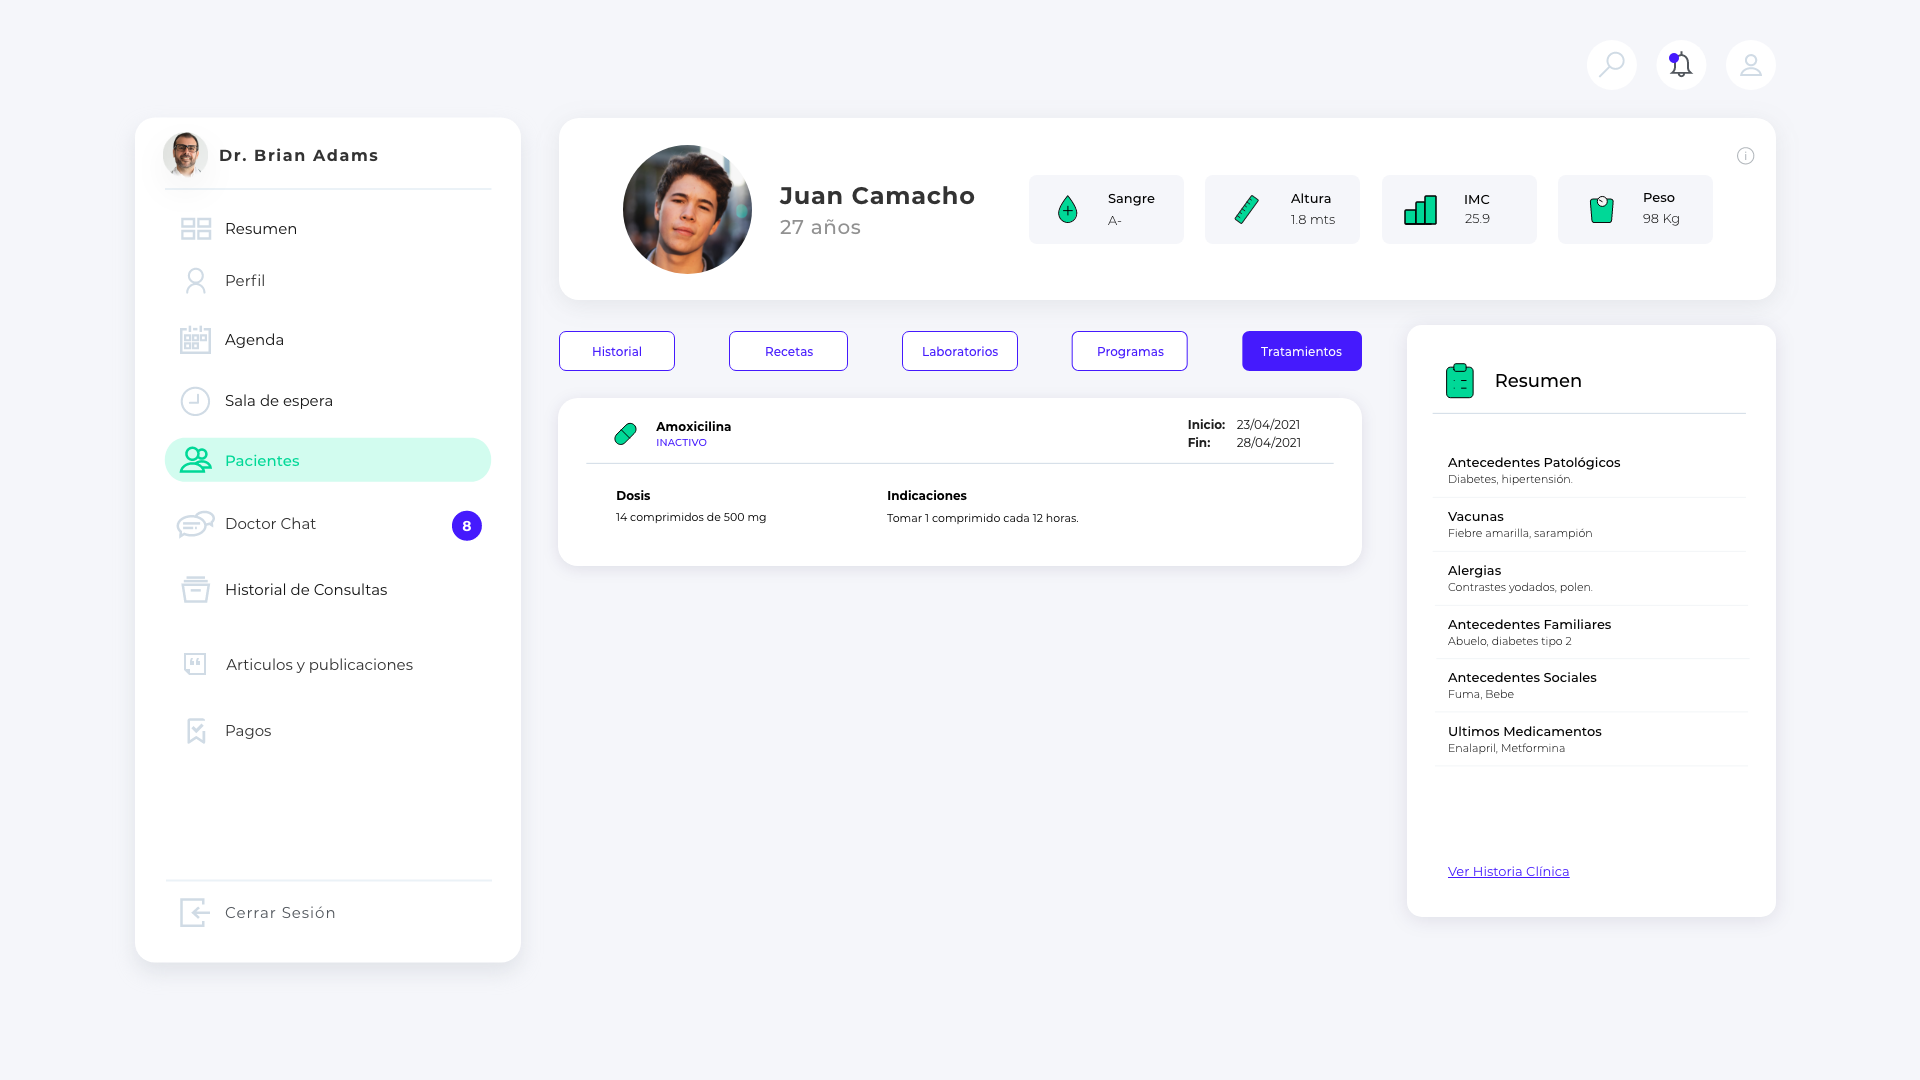 Dr. Brian Adams
Resumen
Perfil
Agenda
Sala de espera
Pacientes
Doctor Chat
8
Historial de Consultas
Articulos y publicaciones
Pagos
Cerrar Sesión
Juan Camacho
27 años
Sangre
A-
Altura
1.8 mts
IMC
25.9
Peso
98 Kg
Historial
Recetas
Laboratorios
Programas
Tratamientos
Amoxicilina
INACTIVO
Inicio: 23/04/2021
Fin: 28/04/2021
Dosis
14 comprimidos de 500 mg
Indicaciones
Tomar 1 comprimido cada 12 horas.
Resumen
Antecedentes Patológicos
Diabetes, hipertensión.
Vacunas
Fiebre amarilla, sarampión
Alergias
Contrastes yodados, polen.
Antecedentes Familiares
Abuelo, diabetes tipo 2
Antecedentes Sociales
Fuma, Bebe
Ultimos Medicamentos
Enalapril, Metformina
Ver Historia Clínica